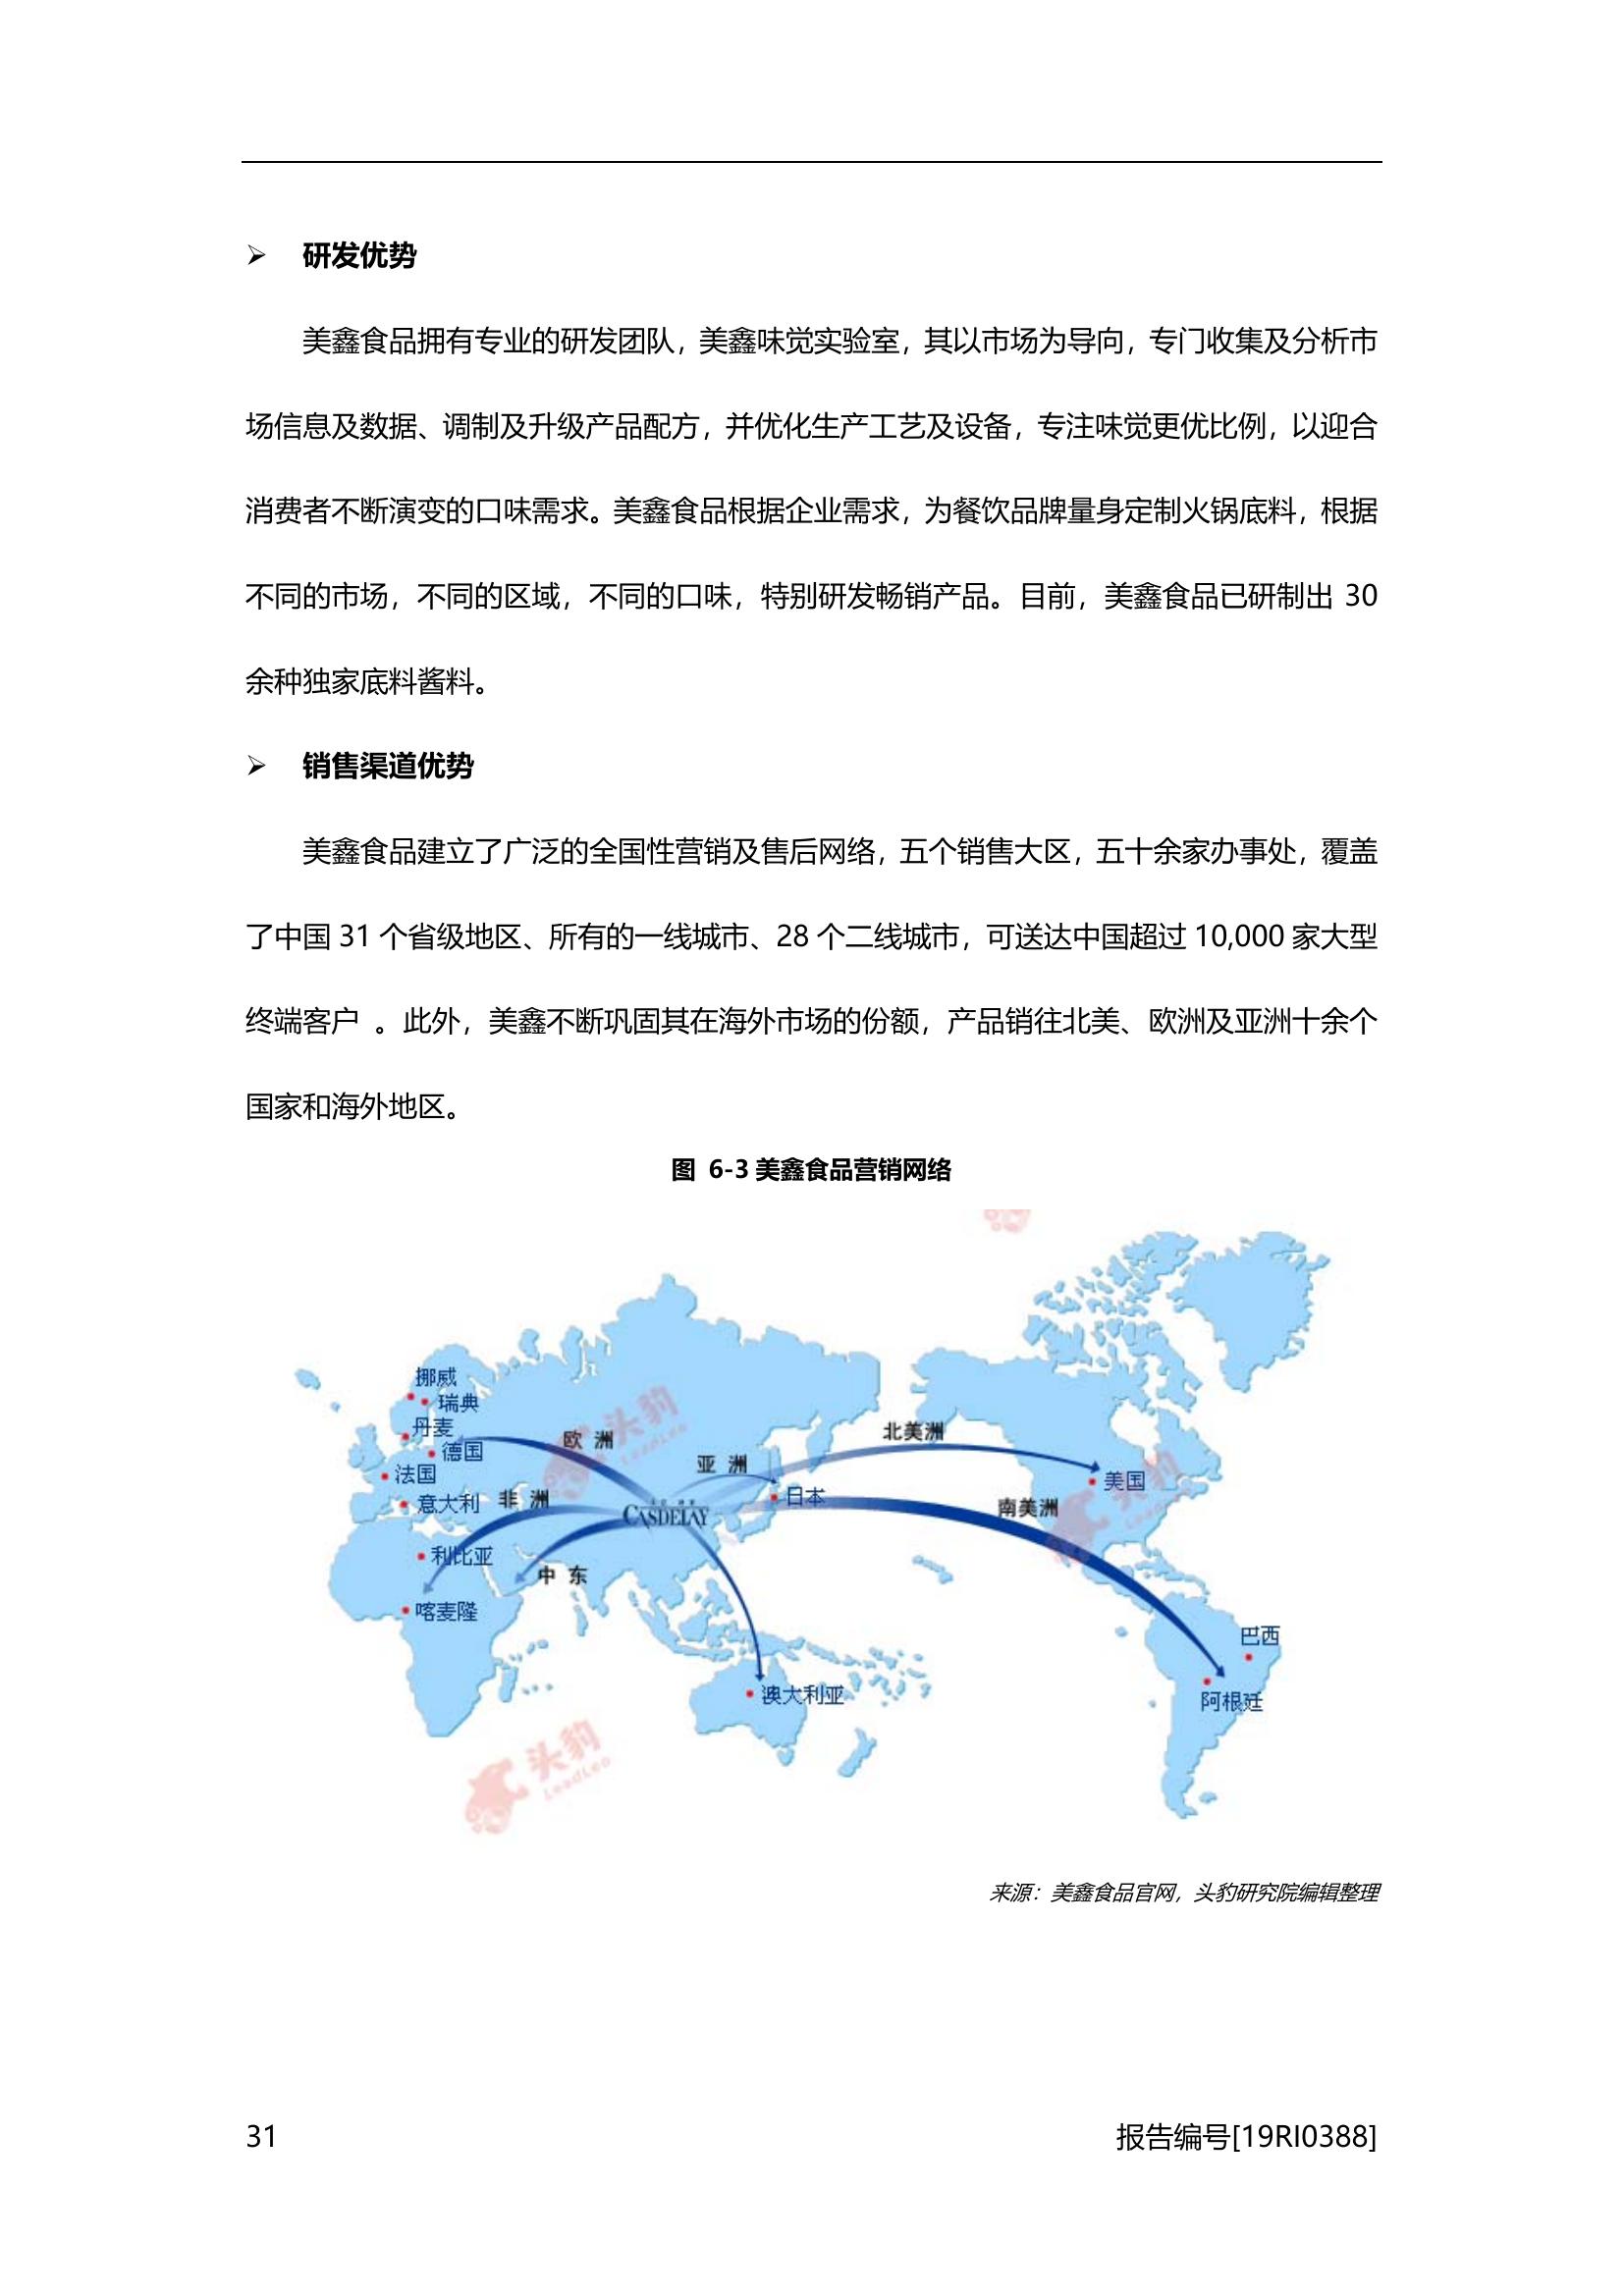 研发优势
美鑫食品拥有专业的研发团队，美鑫味觉实验室，其以市场为导向，专门收集及分析市
场信息及数据、调制及升级产品配方，并优化生产工艺及设备，专注味觉更优比例，以迎合
消费者不断演变的口味需求。美鑫食品根据企业需求，为餐饮品牌量身定制火锅底料，根据
不同的市场，不同的区域，不同的口味，特别研发畅销产品。目前，美鑫食品已研制出 30
余种独家底料酱料。
销售渠道优势
美鑫食品建立了广泛的全国性营销及售后网络，五个销售大区，五十余家办事处，覆盖
了中国 31 个省级地区、所有的一线城市、28 个二线城市，可送达中国超过 10,000 家大型
终端客户 。此外，美鑫不断巩固其在海外市场的份额，产品销往北美、欧洲及亚洲十余个
国家和海外地区。
图 6-3 美鑫食品营销网络
挪威
瑞典
丹麦
德国
法国
意大利
利比亚
喀麦隆
欧 洲
非 洲
中 东
亚 洲
CASDELAY
日本
北美洲
美国
南美洲
巴西
阿根廷
澳大利亚
头豹
LeadLeo
头豹
LeadLeo
头豹
LeadLeo
来源：美鑫食品官网，头豹研究院编辑整理
31
报告编号[19RI0388]